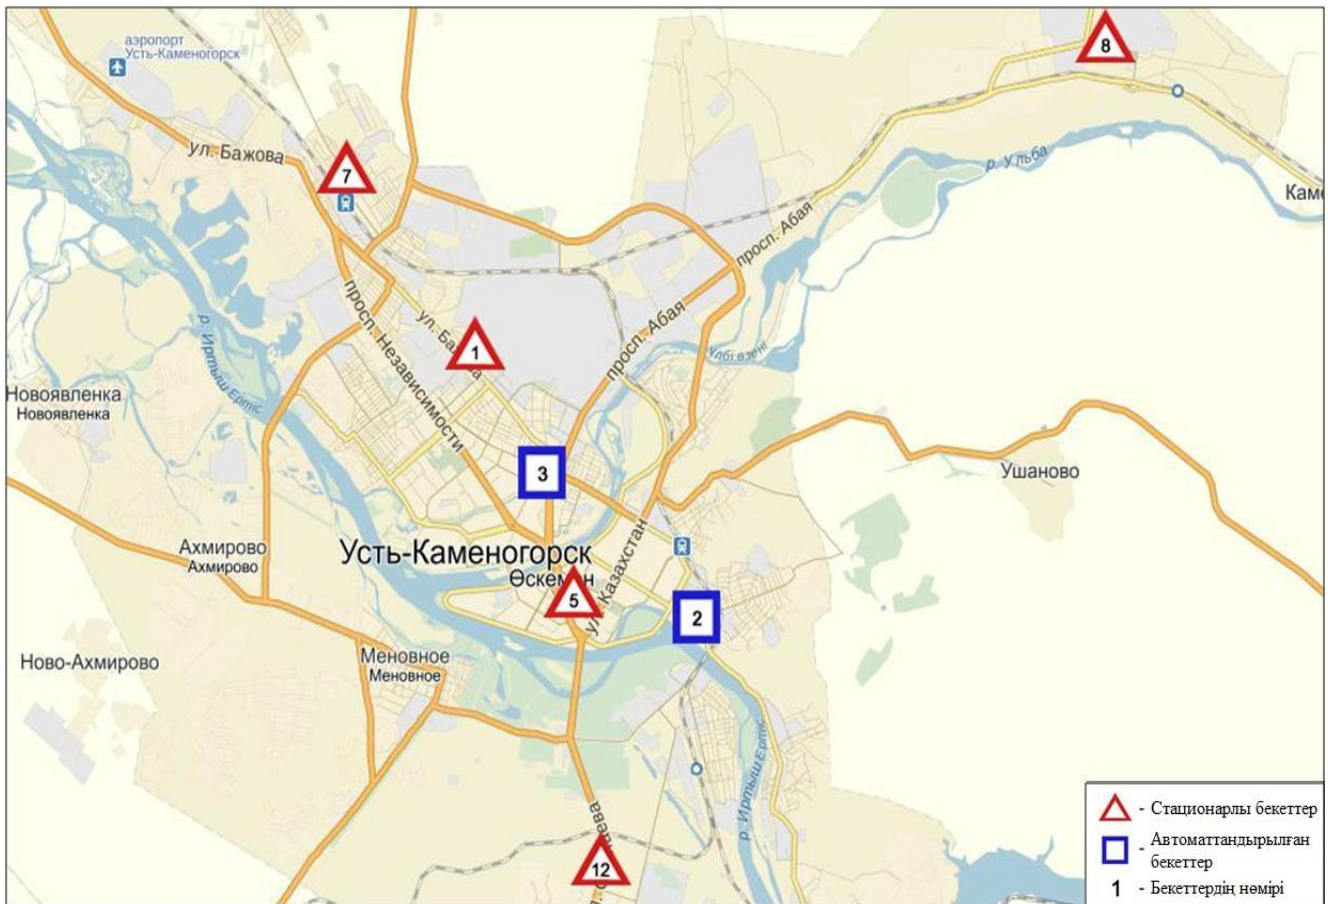 аэропорт
Усть-Каменогорск
8
ул. Бажова
7
р. Ульба
просп. Абая
просп. Независимости
р. Иртыш Ертіс
ул.
1
просп. Абая
Үлбі өзені
Новоявленка
Новоявленка
3
Ушаново
Ахмирово
Ахмирово
Усть-Каменогорск
Өскемен
ул. Казахстан
5
2
Ново-Ахмирово
Меновное
Меновное
р. Иртыш Ертіс
12
- Стационарлы бекеттер
- Автоматтандырылған
бекеттер
1 - Бекеттердің нөмірі